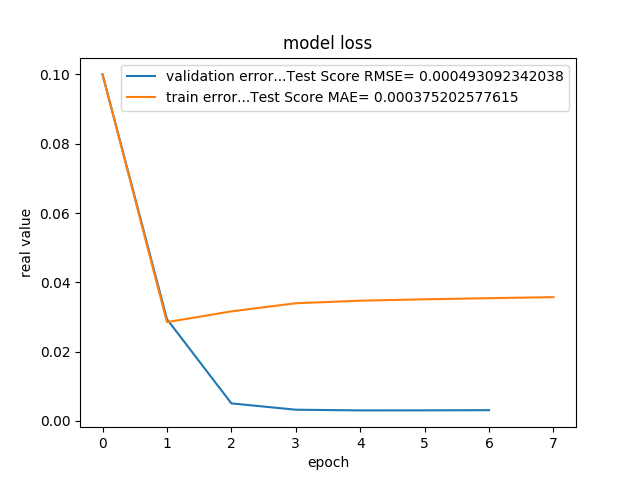 model loss
validation error...Test Score RMSE= 0.000493092342038
train error...Test Score MAE= 0.000375202577615
0.10
0.08
0.06
0.04
0.02
0.00
real value
0 1 2 3 4 5 6 7
epoch